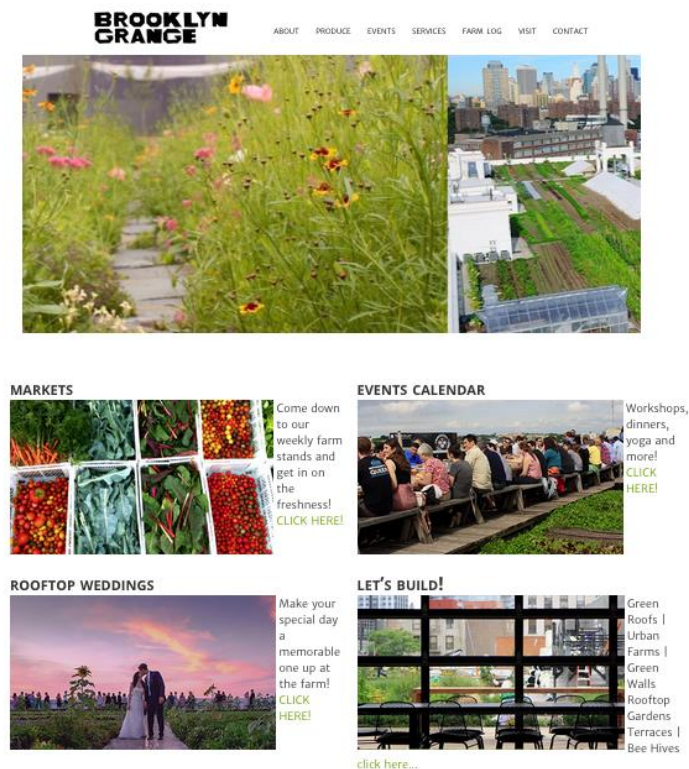 BROOKLYN
GRANGE
ABOUT PRODUCE EVENTS SERVICES FARM LOG VISIT CONTACT
MARKETS
Come down
to our
weekly farm
stands and
get in on
the
freshness!
CLICK HERE!
EVENTS CALENDAR
Workshops,
dinners,
yoga and
more!
CLICK
HERE!
ROOFTOP WEDDINGS
Make your
special day
a
memorable
one up at
the farm!
CLICK
HERE!
LET'S BUILD!
Green
Roofs |
Urban
Farms |
Green
Walls
Rooftop
Gardens
Terraces |
Bee Hives
click here...